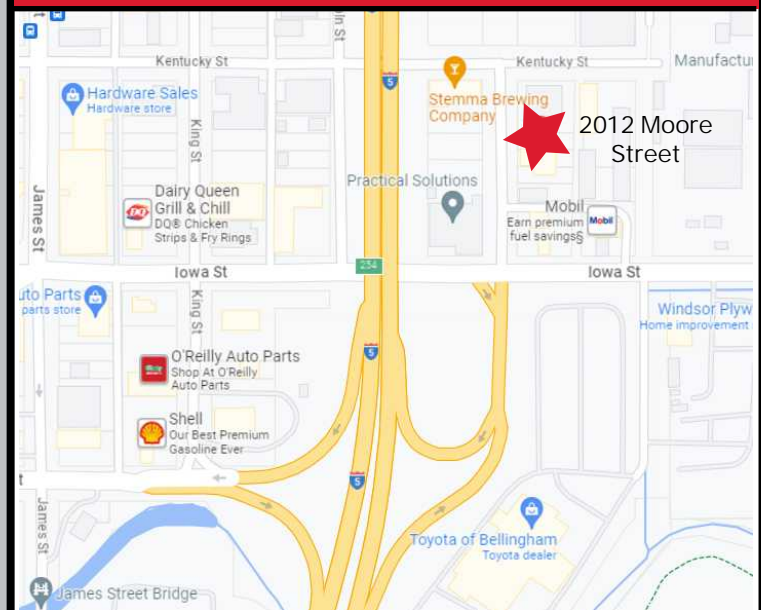 ln St
5
Kentucky St
Kentucky St
Manufactu
Hardware Sales
Hardware store
Stemma Brewing
Company
2012 Moore
Street
King St
James St
Practical Solutions
Dairy Queen
Grill & Chill
DQ® Chicken
Strips & Fry Rings
DQ
Mobil
Earn premium
fuel savings§
Mobil
Iowa St
254
Iowa St
uto Parts
parts store
King St
Windsor Plyw
Home improvement
5
O'Reilly Auto Parts
Shop At O'Reilly
Auto Parts
Shell
Our Best Premium
Gasoline Ever
5
t
James St
Toyota of Bellingham
Toyota dealer
James Street Bridge